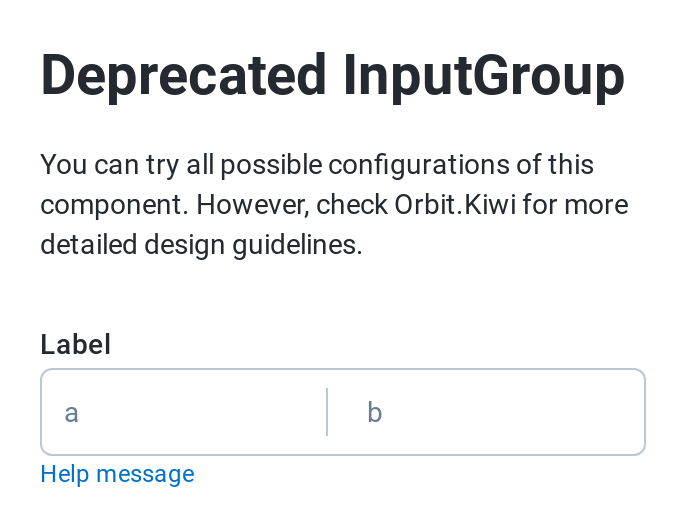 Deprecated InputGroup
You can try all possible configurations of this
component. However, check Orbit.Kiwi for more
detailed design guidelines.
Label
a b
Help message